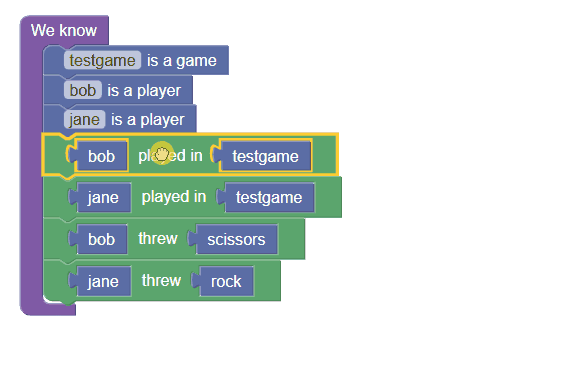 We know
testgame is a game
bob is a player
jane is a player
bob played in testgame
jane played in testgame
bob threw scissors
jane threw rock